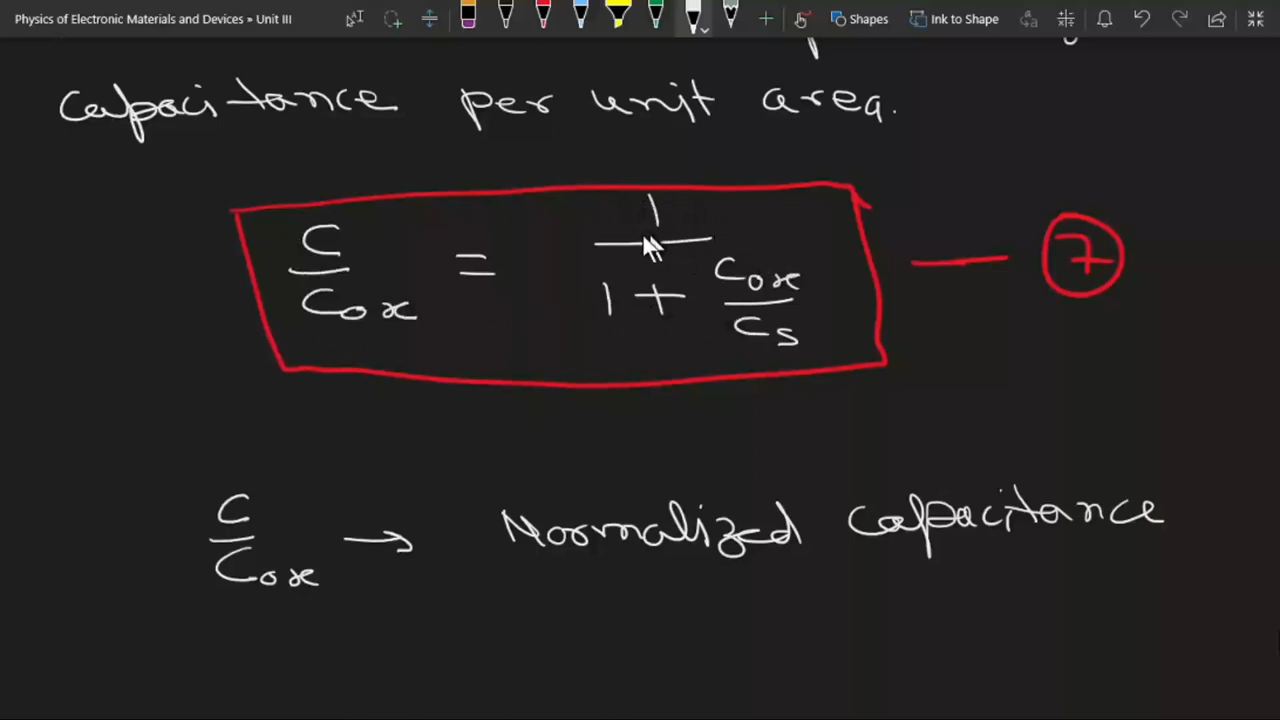 Physics of Electronic Materials and Devices » Unit III
Shapes
Ink to Shape
capacitance per unit area.
C/Cox = 1/(1 + Cox/Cs) — 7
C/Cox → Normalized capacitance